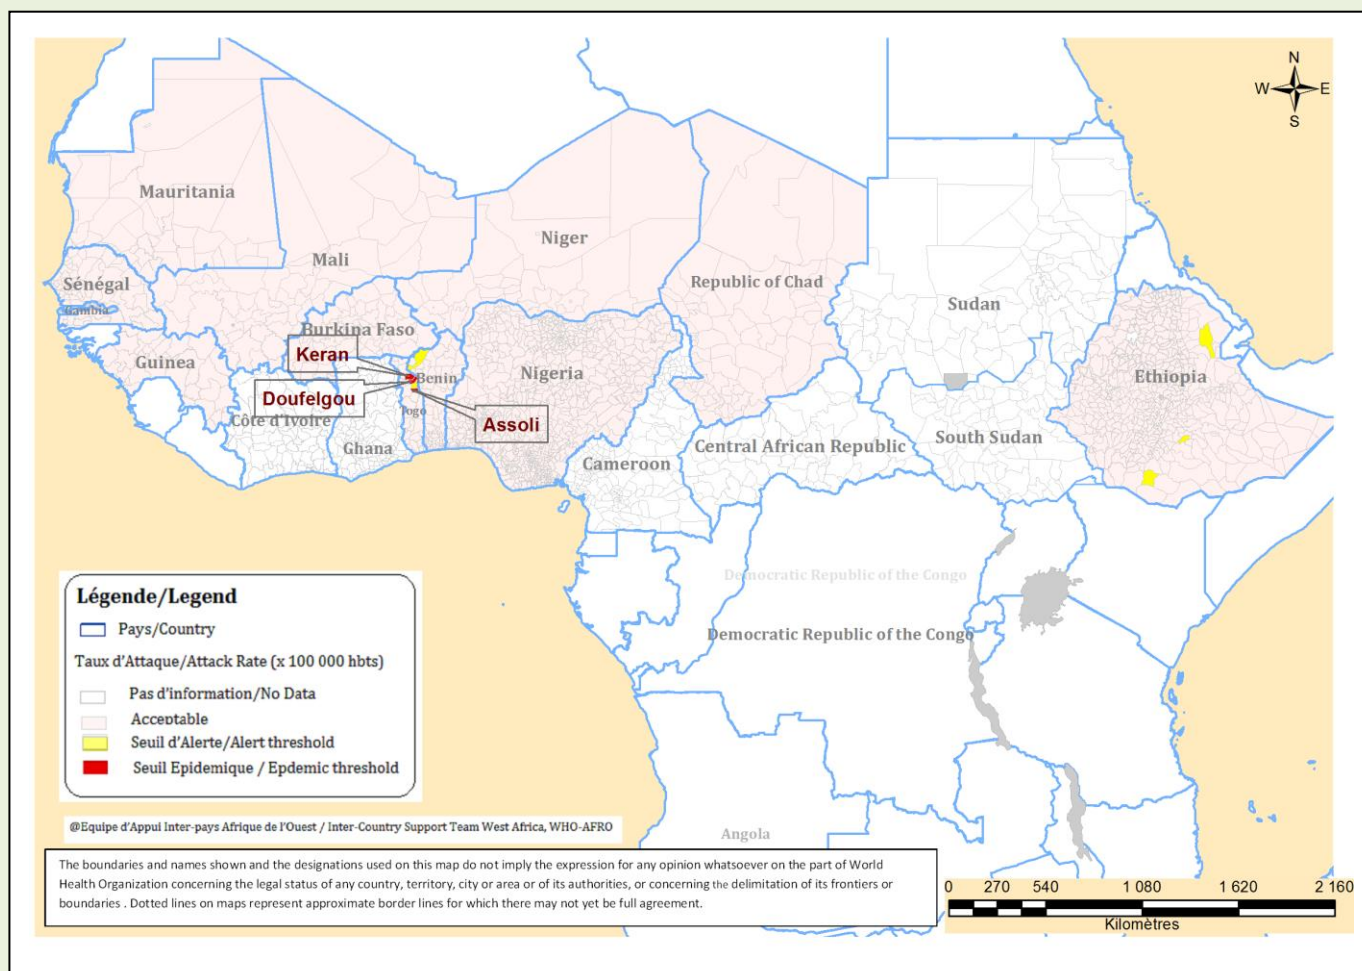 N
W E
S
Mauritania
Mali
Niger
Republic of Chad
Sudan
Sénégal
Gambia
Guinea
Burkina Faso
Keran
Benin
Nigeria
Ethiopia
Doufelgou
Togo
Assoli
Côte d'Ivoire
Ghana
Cameroon
Central African Republic
South Sudan
Democratic Republic of the Congo
Democratic Republic of the Congo
Angola
Légende/Legend
Pays/Country
Taux d'Attaque/Attack Rate (x 100 000 hbts)
Pas d'information/No Data
Acceptable
Seuil d'Alerte/Alert threshold
Seuil Epidemique / Epdemic threshold
@Equipe d'Appui Inter-pays Afrique de l'Ouest / Inter-Country Support Team West Africa, WHO-AFRO
The boundaries and names shown and the designations used on this map do not imply the expression for any opinion whatsoever on the part of World
Health Organization concerning the legal status of any country, territory, city or area or of its authorities, or concerning the delimitation of its frontiers or
boundaries . Dotted lines on maps represent approximate border lines for which there may not yet be full agreement.
0 270 540 1 080 1 620 2 160
Kilomètres